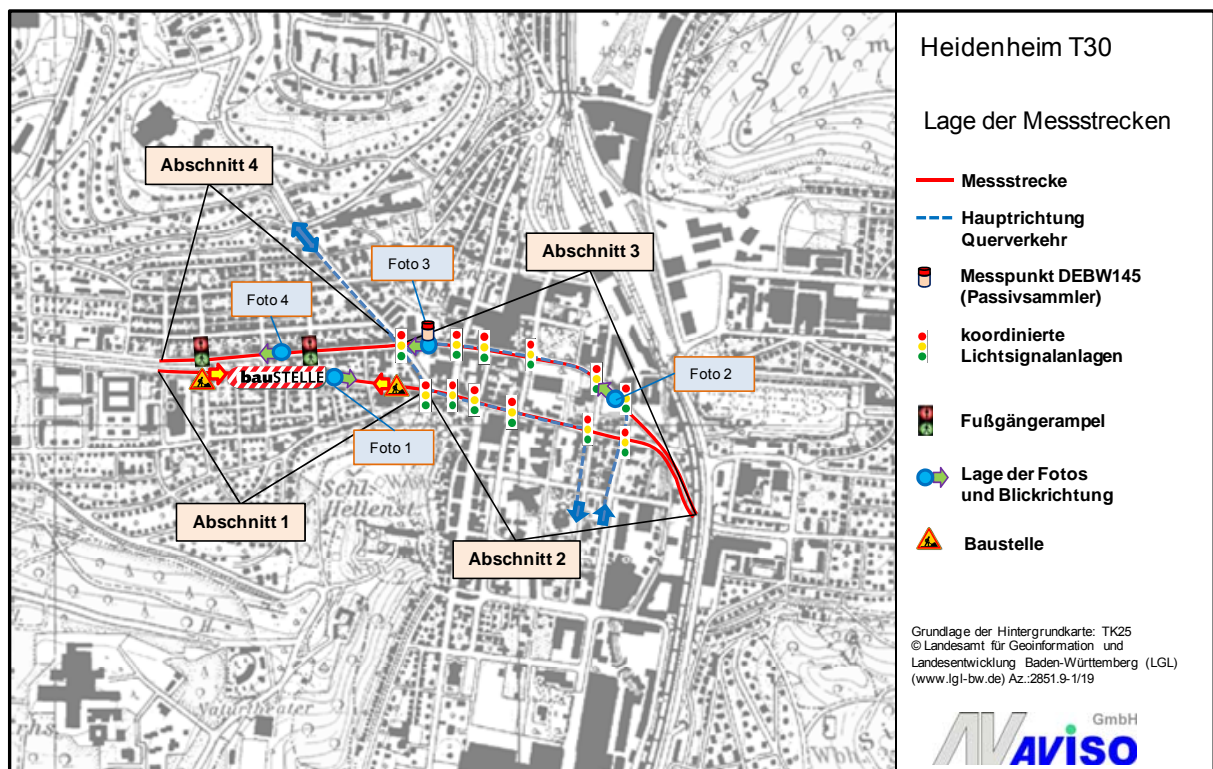 Heidenheim T30
Lage der Messstrecken
Messstrecke
Hauptrichtung
Querverkehr
Messpunkt DEBW145
(Passivsammler)
koordinierte
Lichtsignalanlagen
Fußgängerampel
Lage der Fotos
und Blickrichtung
Baustelle
Grundlage der Hintergrundkarte: TK25
© Landesamt für Geoinformation und
Landesentwicklung Baden-Württemberg (LGL)
(www.lgl-bw.de) Az.:2851.9-1/19
GmbH
AVISO
489,8
Abschnitt 4
Abschnitt 3
Foto 3
Foto 4
Foto 2
bauSTELLE
Foto 1
Abschnitt 1
Abschnitt 2
Naturtheater